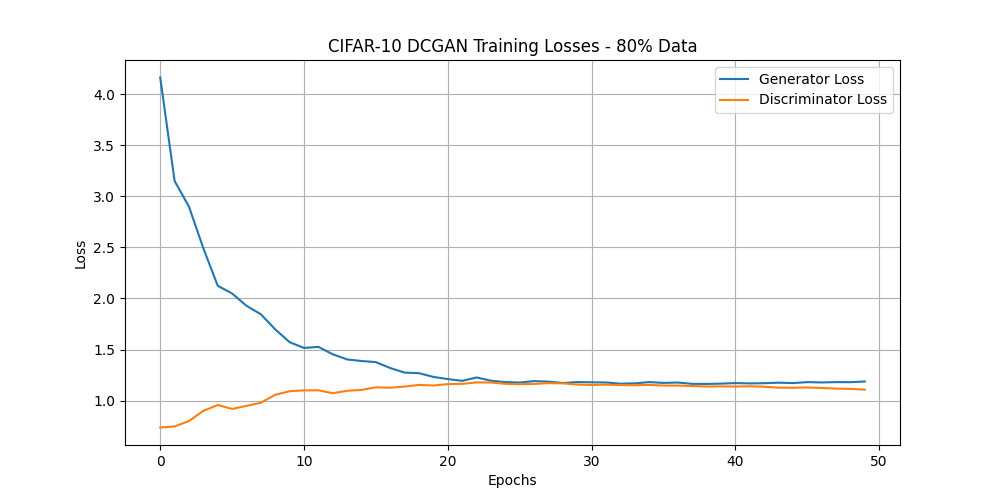 CIFAR-10 DCGAN Training Losses - 80% Data
Generator Loss
Discriminator Loss
Loss
4.0
3.5
3.0
2.5
2.0
1.5
1.0
0 10 20 30 40 50
Epochs